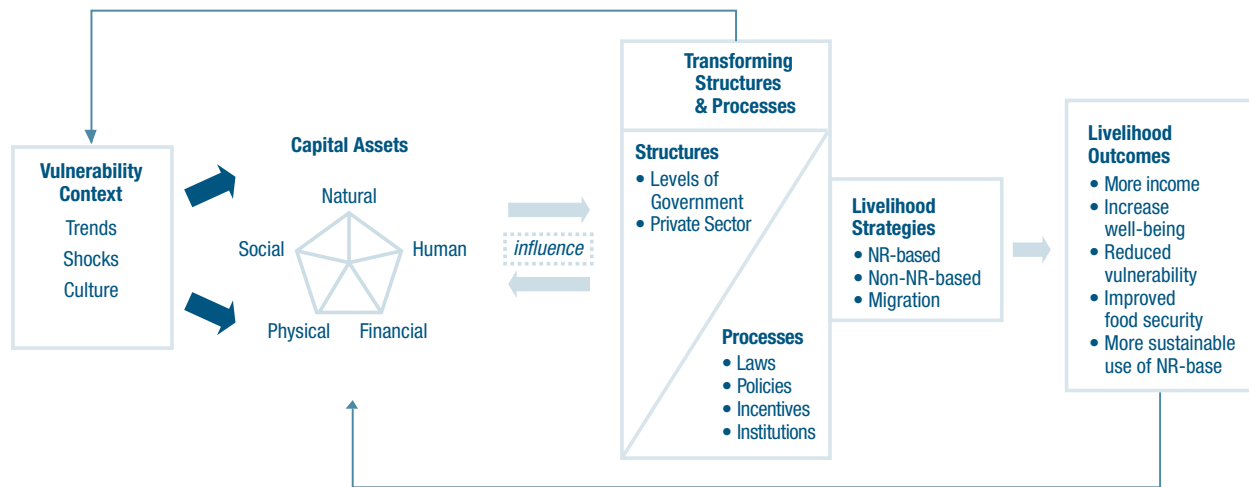 Vulnerability
Context
Trends
Shocks
Culture
Capital Assets
Natural
Social
Human
Physical
Financial
influence
Transforming
Structures
& Processes
Structures
• Levels of
Government
• Private Sector
Processes
• Laws
• Policies
• Incentives
• Institutions
Livelihood
Strategies
• NR-based
• Non-NR-based
• Migration
Livelihood
Outcomes
• More income
• Increase
well-being
• Reduced
vulnerability
• Improved
food security
• More sustainable
use of NR-base